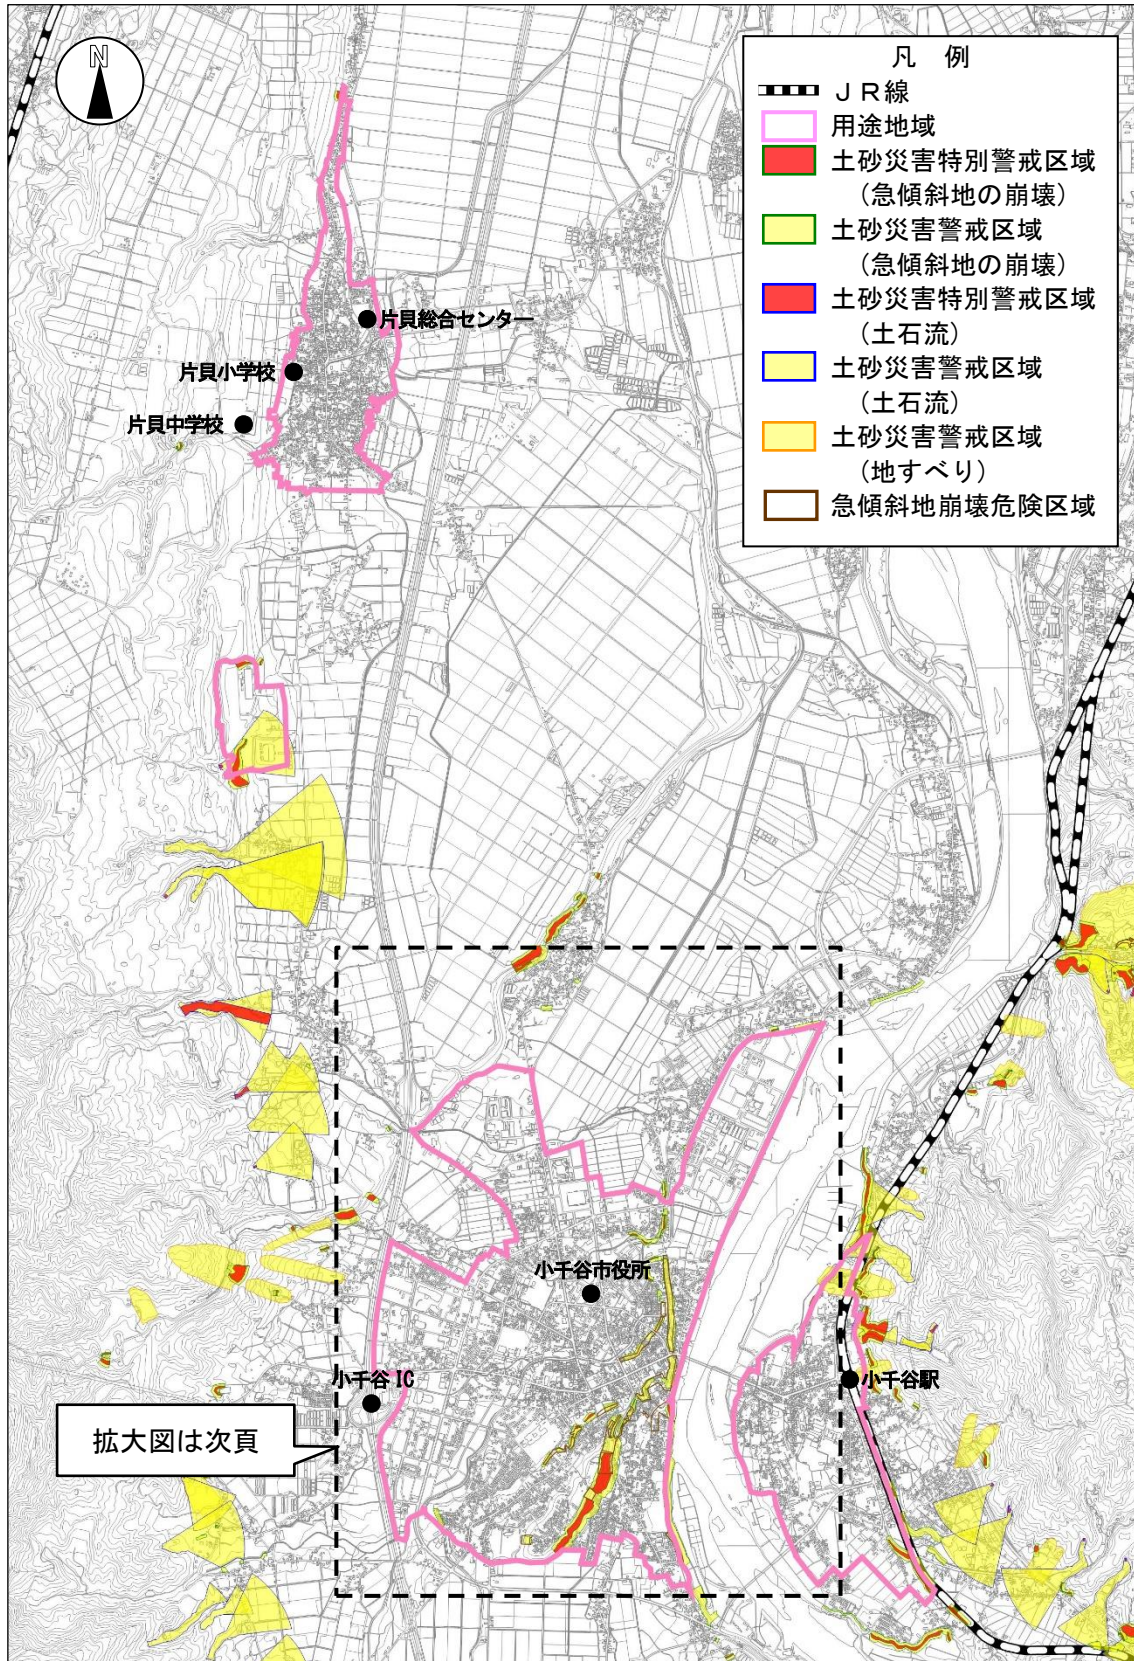 N
凡 例
JR線
用途地域
土砂災害特別警戒区域
（急傾斜地の崩壊）
土砂災害警戒区域
（急傾斜地の崩壊）
土砂災害特別警戒区域
（土石流）
土砂災害警戒区域
（土石流）
土砂災害警戒区域
（地すべり）
急傾斜地崩壊危険区域
片貝総合センター
片貝小学校
片貝中学校
小千谷市役所
小千谷IC
小千谷駅
拡大図は次頁